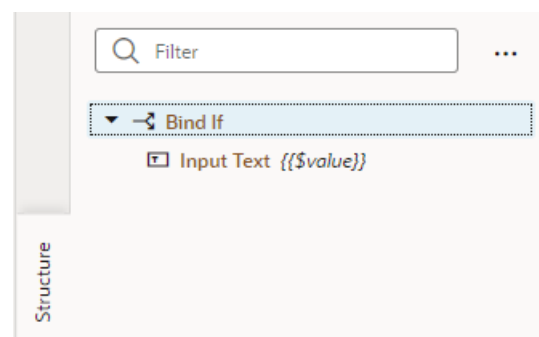 Filter
Bind If
Input Text {{$value}}
Structure